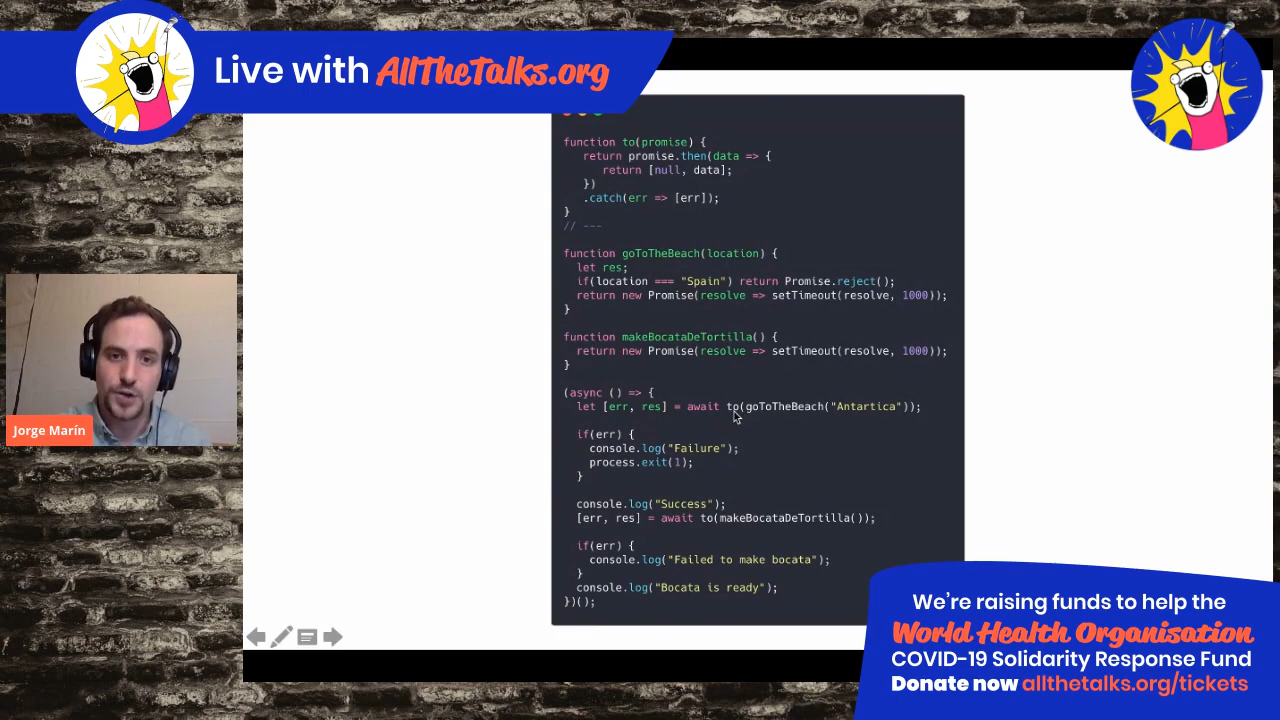 Live with AllTheTalks.org
function to(promise) {
return promise.then(data => {
return [null, data];
})
.catch(err => [err]);
}
// ---
function goToTheBeach(location) {
let res;
if(location === "Spain") return Promise.reject();
return new Promise(resolve => setTimeout(resolve, 1000));
}
function makeBocataDeTortilla() {
return new Promise(resolve => setTimeout(resolve, 1000));
}
(async () => {
let [err, res] = await to(goToTheBeach("Antartica"));
if(err) {
console.log("Failure");
process.exit(1);
}
console.log("Success");
[err, res] = await to(makeBocataDeTortilla());
if(err) {
console.log("Failed to make bocata");
}
console.log("Bocata is ready");
})();
Jorge Marín
We're raising funds to help the
World Health Organisation
COVID-19 Solidarity Response Fund
Donate now allthetalks.org/tickets